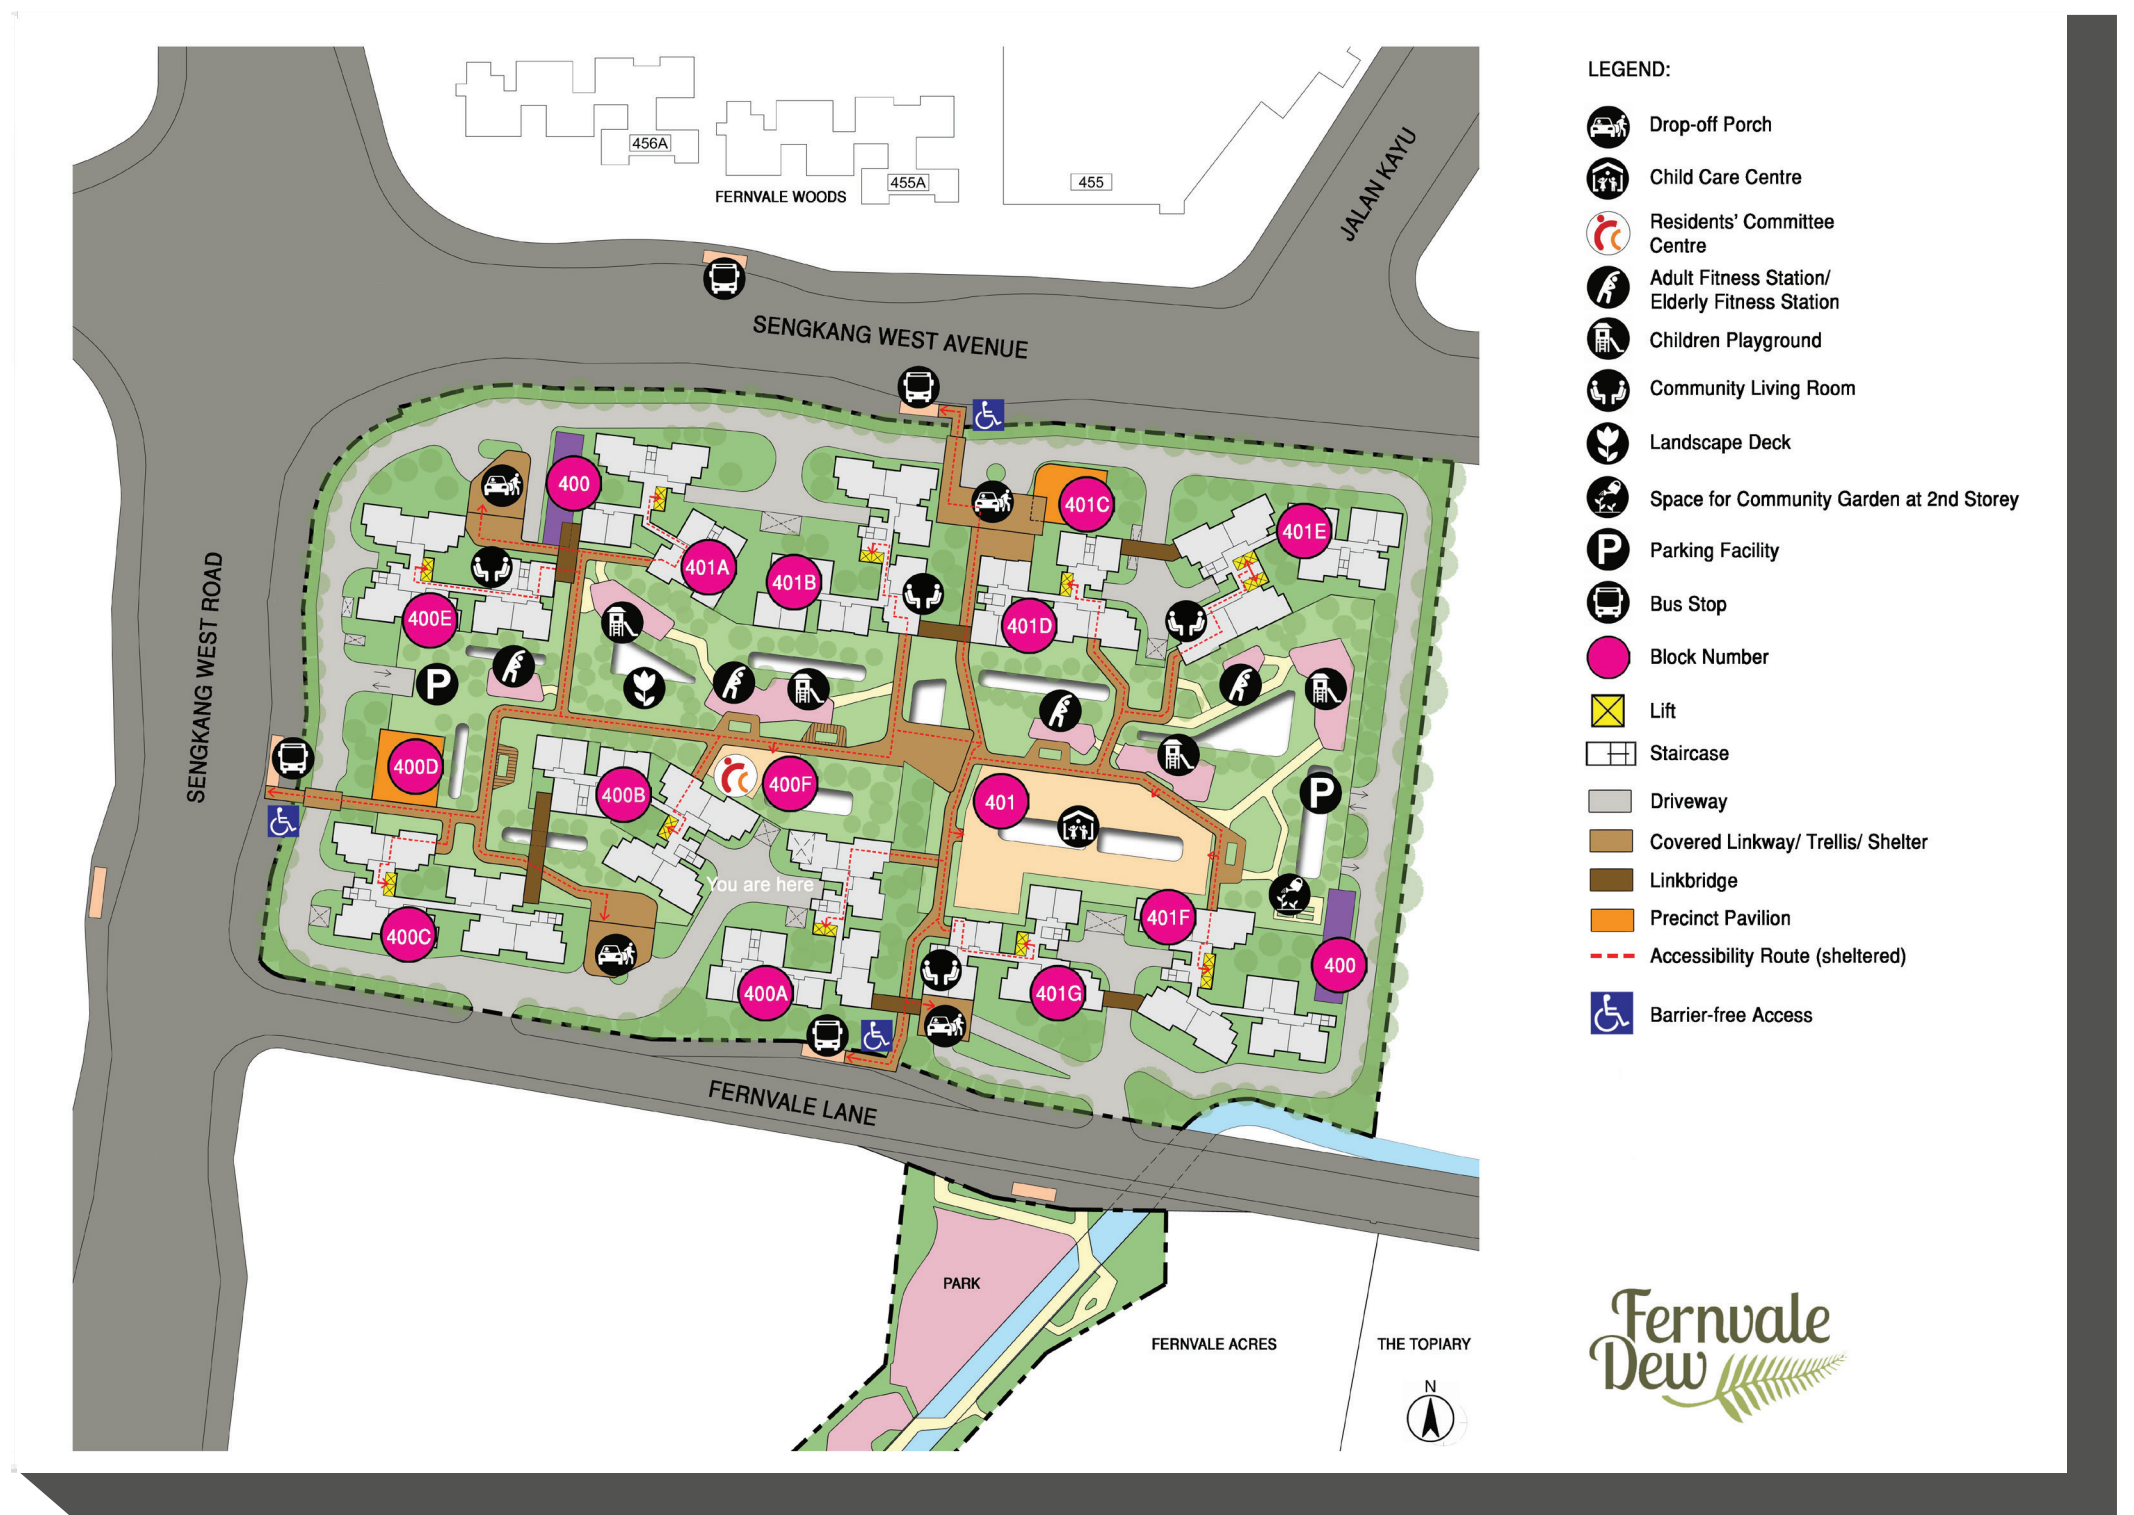 456A
455A
FERNVALE WOODS
455
JALAN KAYU
SENGKANG WEST AVENUE
SENGKANG WEST ROAD
400
401C
401E
401A
401B
400E
401D
P
400D
400B
400F
401
P
You are here
400C
401F
400
400A
401G
FERNVALE LANE
PARK
FERNVALE ACRES
THE TOPIARY
N
LEGEND:
Drop-off Porch
Child Care Centre
Residents' Committee
Centre
Adult Fitness Station/
Elderly Fitness Station
Children Playground
Community Living Room
Landscape Deck
Space for Community Garden at 2nd Storey
P
Parking Facility
Bus Stop
Block Number
Lift
Staircase
Driveway
Covered Linkway/ Trellis/ Shelter
Linkbridge
Precinct Pavilion
Accessibility Route (sheltered)
Barrier-free Access
Fernvale
Dew